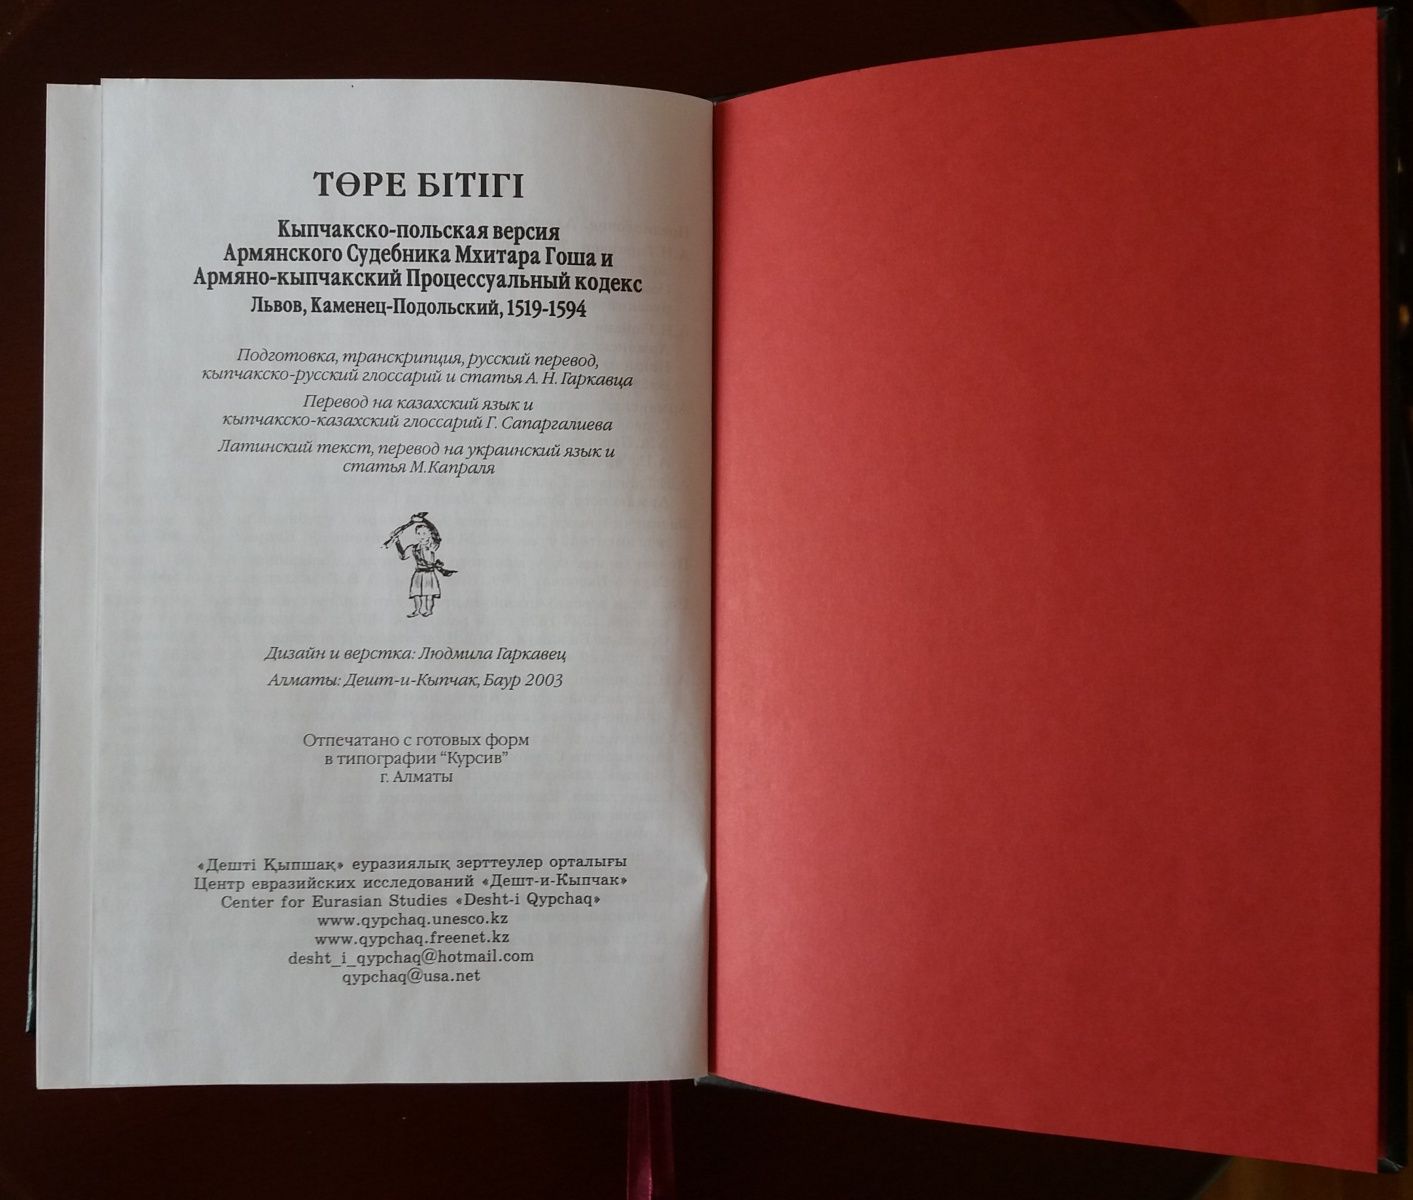 ТӨРЕ БІТІГІ
Кыпчакско-польская версия
Армянского Судебника Мхитара Гоша и
Армяно-кыпчакский Процессуальный кодекс
Львов, Каменец-Подольский, 1519-1594
Подготовка, транскрипция, русский перевод,
кыпчакско-русский глоссарий и статья А. Н. Гаркавца
Перевод на казахский язык и
кыпчакско-казахский глоссарий Г. Сапаргалиева
Латинский текст, перевод на украинский язык и
статья М.Капраля
Дизайн и верстка: Людмила Гаркавец
Алматы: Дешт-и-Кыпчак, Баур 2003
Отпечатано с готовых форм
в типографии “Курсив”
г. Алматы
«Дешті Қыпшақ» еуразиялық зерттеулер орталығы
Центр евразийских исследований «Дешт-и-Кыпчак»
Center for Eurasian Studies «Desht-i Qypchaq»
www.qypchaq.unesco.kz
www.qypchaq.freenet.kz
desht_i_qypchaq@hotmail.com
qypchaq@usa.net